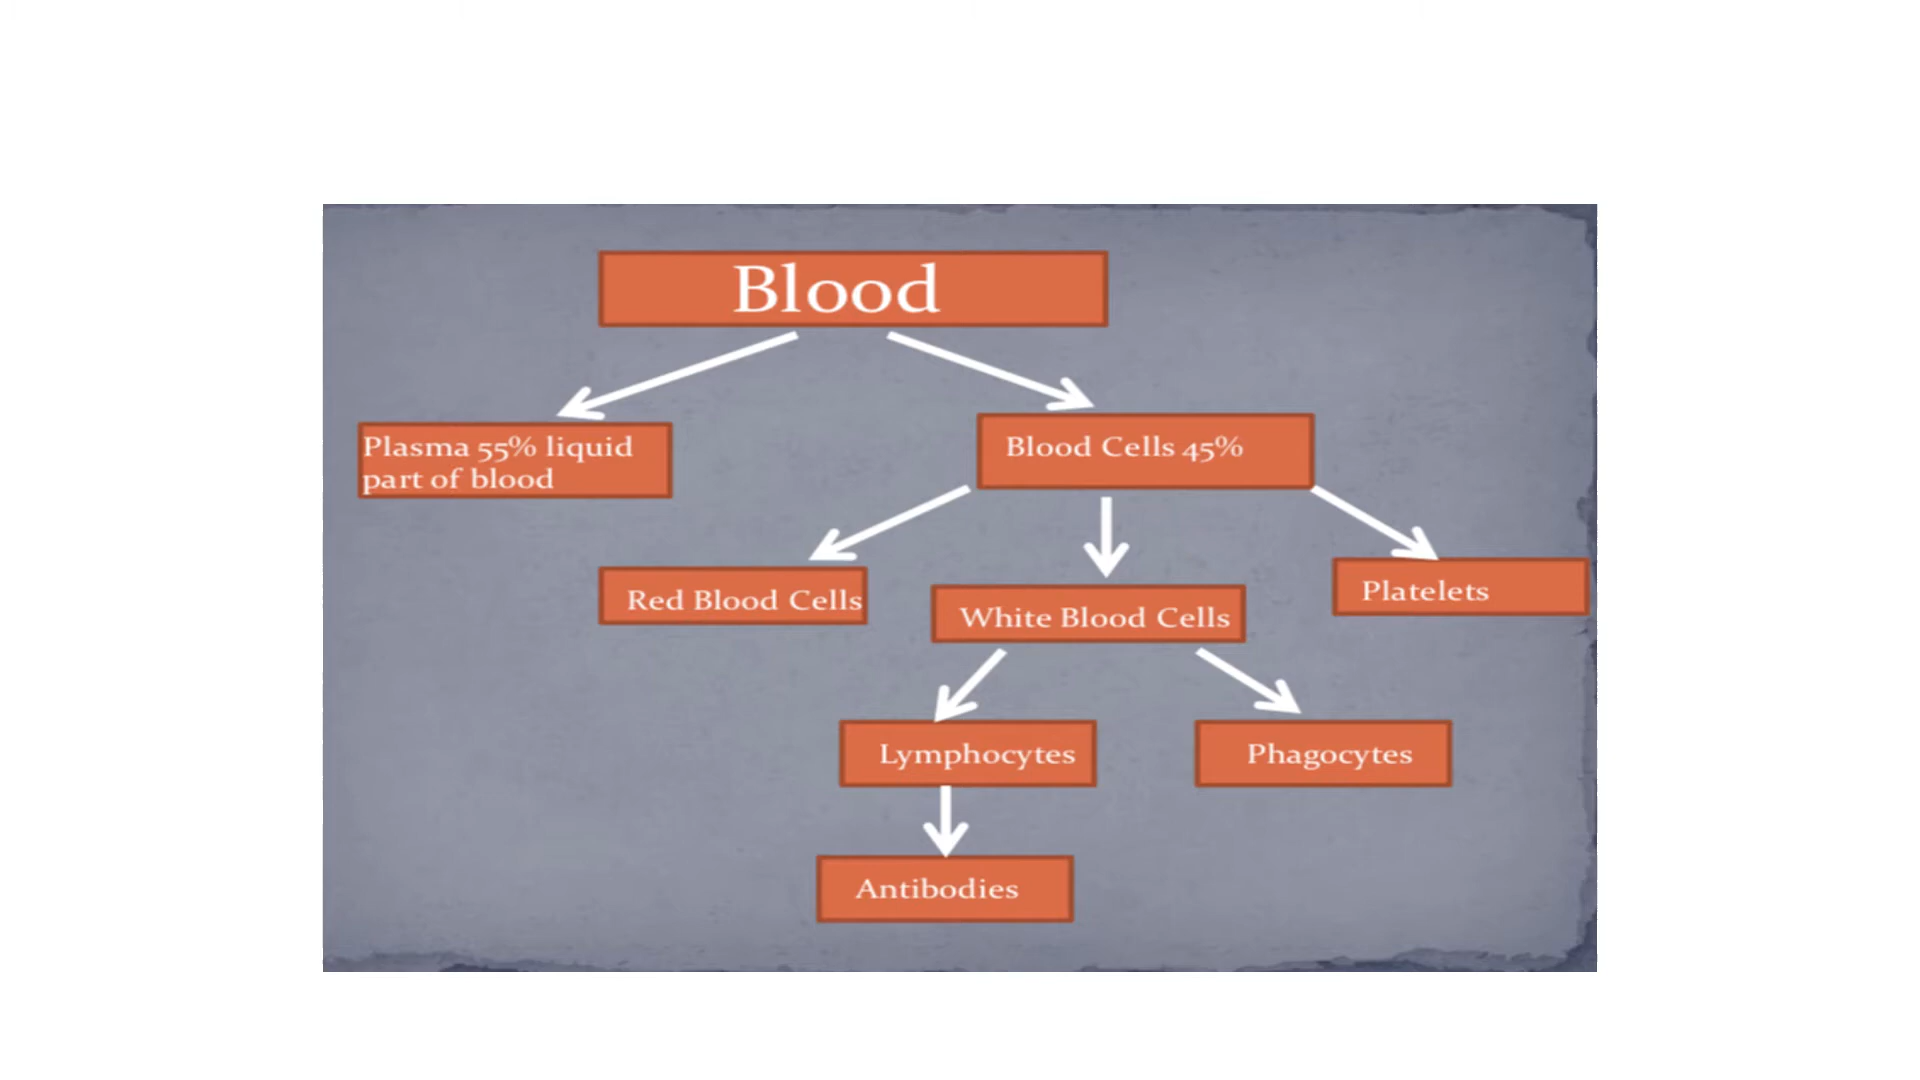 Blood
Plasma 55% liquid
part of blood
Blood Cells 45%
Red Blood Cells
White Blood Cells
Platelets
Lymphocytes
Phagocytes
Antibodies